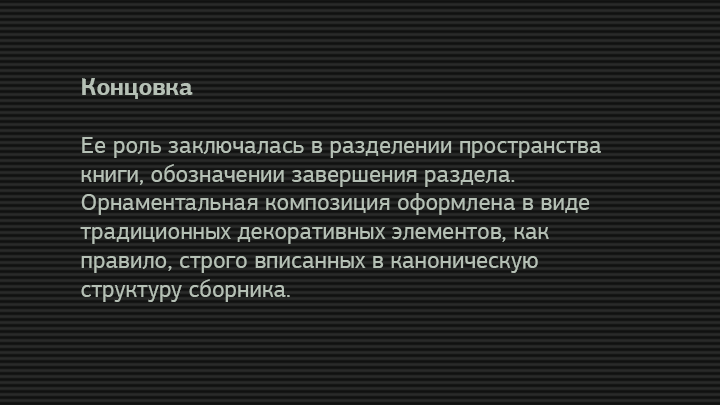 Концовка
Ее роль заключалась в разделении пространства
книги, обозначении завершения раздела.
Орнаментальная композиция оформлена в виде
традиционных декоративных элементов, как
правило, строго вписанных в каноническую
структуру сборника.